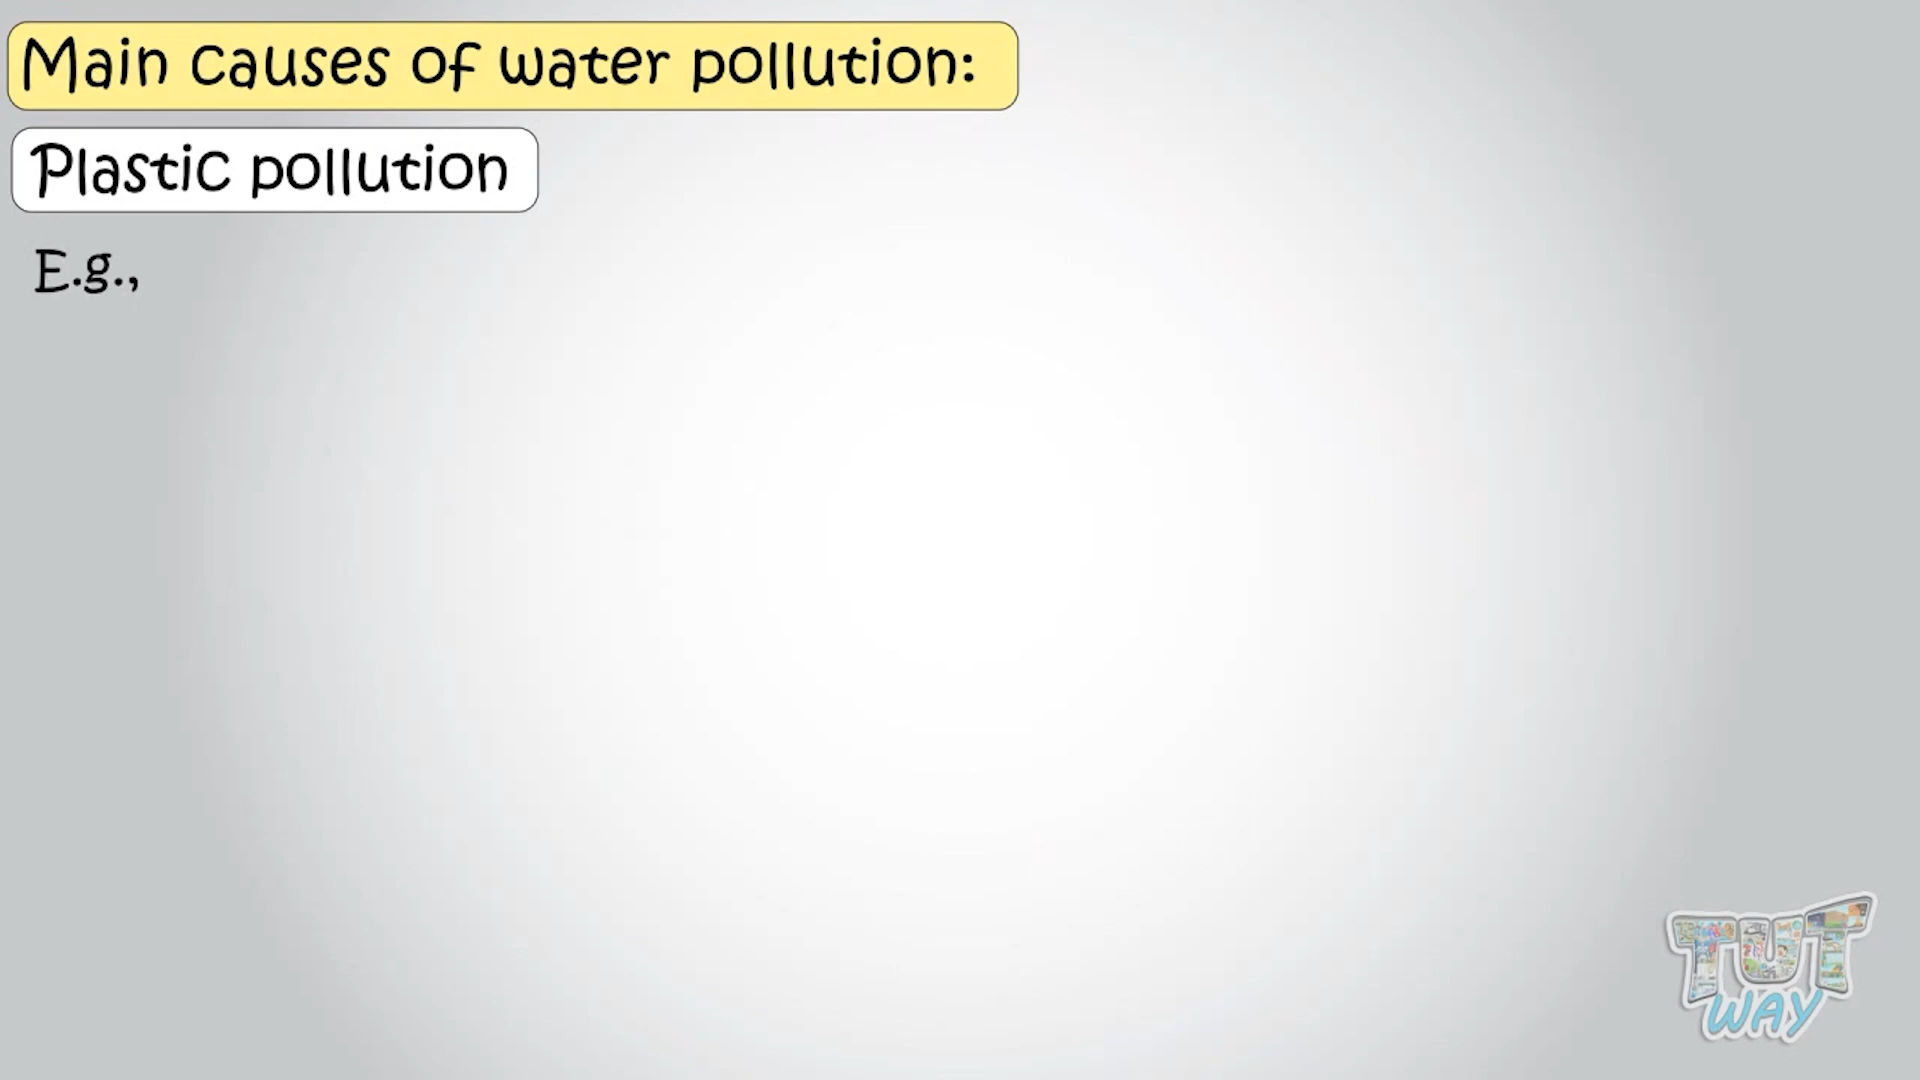 Main causes of water pollution:
Plastic pollution
E.g.,
TUT
WAY